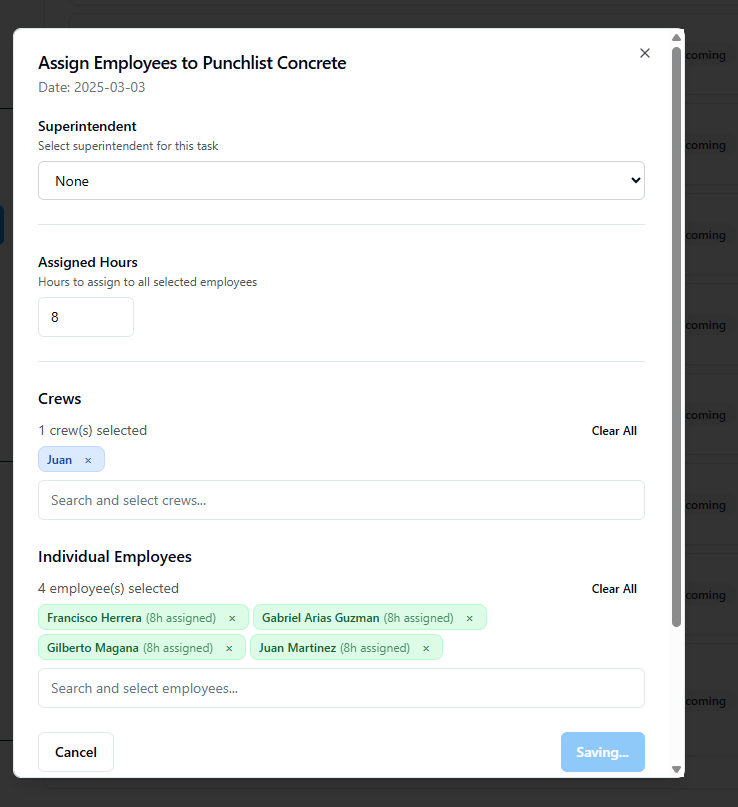 Assign Employees to Punchlist Concrete
×
Date: 2025-03-03
Superintendent
Select superintendent for this task
None
Assigned Hours
Hours to assign to all selected employees
8
Crews
1 crew(s) selected
Clear All
Juan ×
Search and select crews...
Individual Employees
4 employee(s) selected
Clear All
Francisco Herrera (8h assigned) × Gabriel Arias Guzman (8h assigned) ×
Gilberto Magana (8h assigned) × Juan Martinez (8h assigned) ×
Search and select employees...
Cancel
Saving...
coming
coming
coming
coming
coming
coming
coming
coming